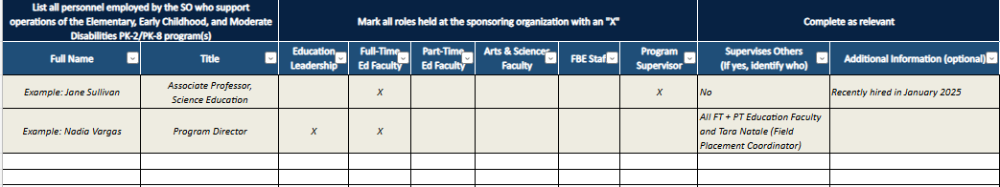 List all personnel employed by the SO who support
operations of the Elementary, Early Childhood, and Moderate
Disabilities PK-2/PK-8 program(s)
Mark all roles held at the sponsoring organization with an "X"
Complete as relevant
Full Name
Title
Education
Leadership
Full-Time
Ed Faculty
Part-Time
Ed Faculty
Arts & Sciences
Faculty
FBE Staf
Program
Supervisor
Supervises Others
(If yes, identify who)
Additional Information (optional)
Example: Jane Sullivan
Associate Professor,
Science Education
X
X
No
Recently hired in January 2025
Example: Nadia Vargas
Program Director
X
X
All FT + PT Education Faculty
and Tara Natale (Field
Placement Coordinator)